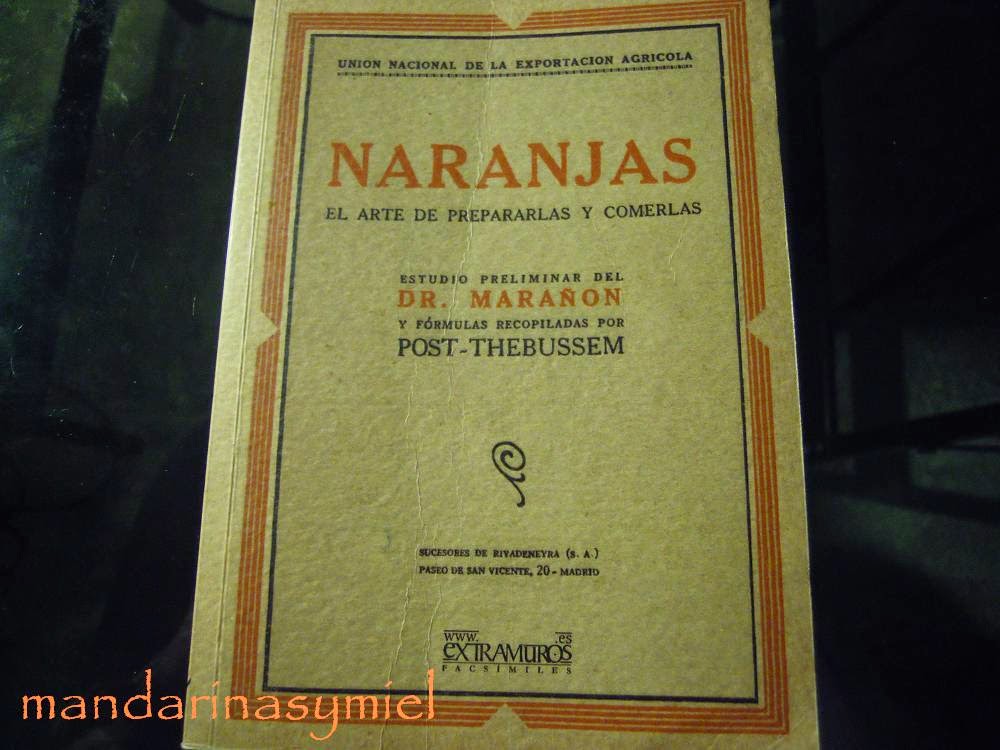 UNION NACIONAL DE LA EXPORTACION AGRICOLA
NARANJAS
EL ARTE DE PREPARARLAS Y COMERLAS
ESTUDIO PRELIMINAR DEL
DR. MARAÑON
Y FÓRMULAS RECOPILADAS POR
POST-THEBUSSEM
SUCESORES DE RIVADENEYRA (S. A.)
PASEO DE SAN VICENTE, 20 - MADRID
www. .es
EXTRAMUROS
FACSÍMILES
mandarinasymiel